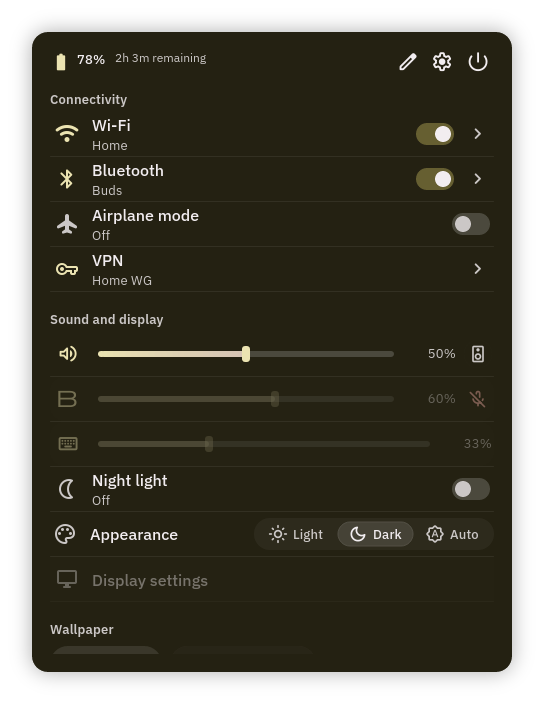 78% 2h 3m remaining
Connectivity
Wi-Fi
Home
Bluetooth
Buds
Airplane mode
Off
VPN
Home WG
Sound and display
50%
60%
33%
Night light
Off
Appearance Light Dark Auto
Display settings
Wallpaper